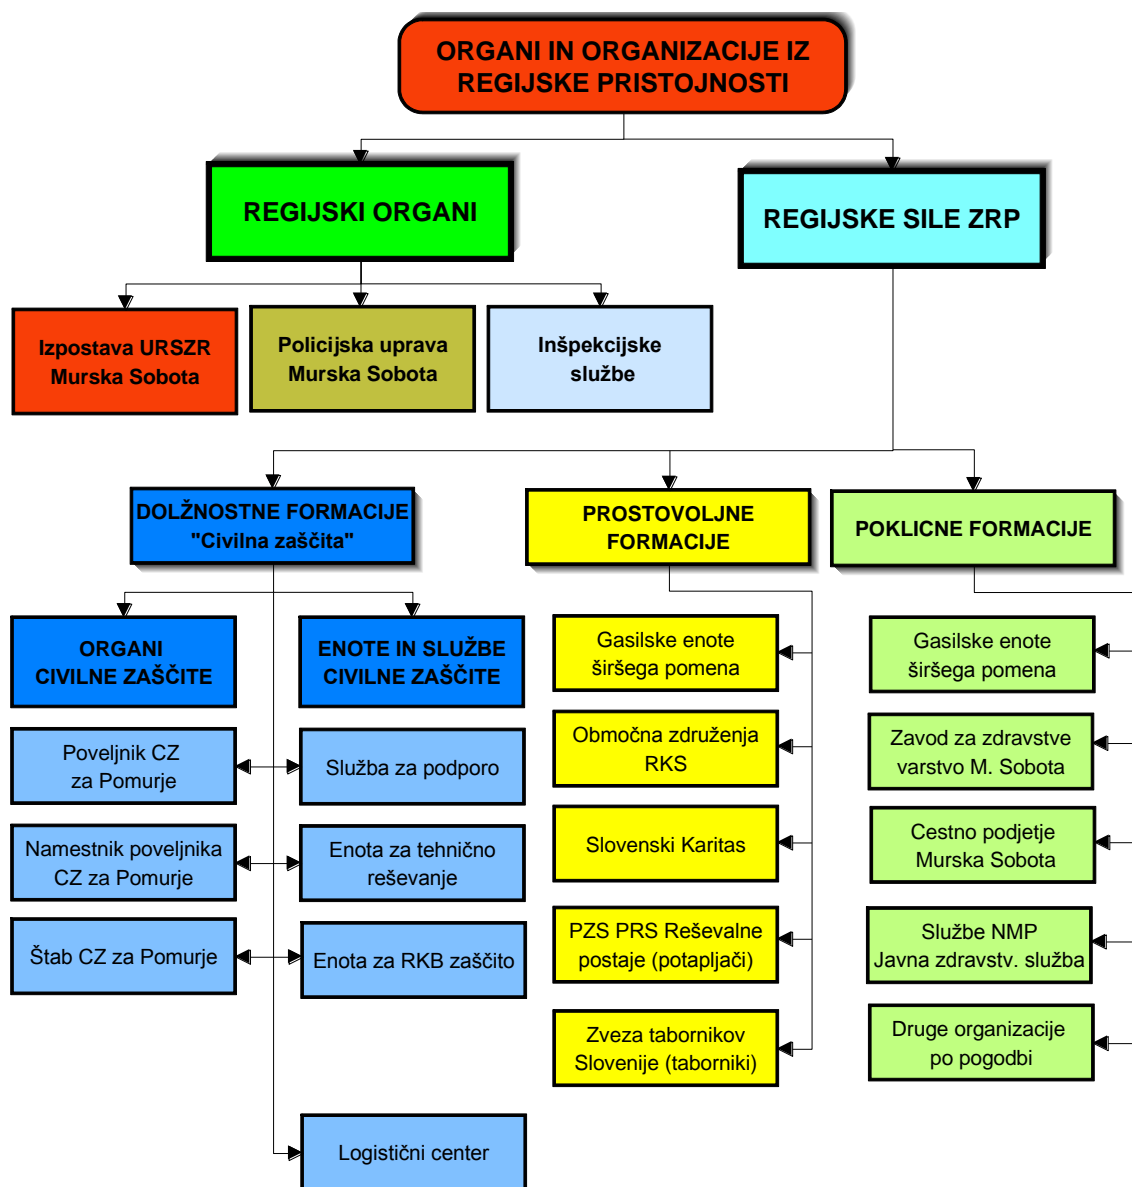 ORGANI IN ORGANIZACIJE IZ
REGIJSKE PRISTOJNOSTI
REGIJSKI ORGANI
REGIJSKE SILE ZRP
Izpostava URSZR
Murska Sobota
Policijska uprava
Murska Sobota
Inšpekcijske
službe
DOLŽNOSTNE FORMACIJE
"Civilna zaščita"
PROSTOVOLJNE
FORMACIJE
POKLICNE FORMACIJE
ORGANI
CIVILNE ZAŠČITE
ENOTE IN SLUŽBE
CIVILNE ZAŠČITE
Poveljnik CZ
za Pomurje
Služba za podporo
Namestnik poveljnika
CZ za Pomurje
Enota za tehnično
reševanje
Štab CZ za Pomurje
Enota za RKB zaščito
Logistični center
Gasilske enote
širšega pomena
Območna združenja
RKS
Slovenski Karitas
PZS PRS Reševalne
postaje (potapljači)
Zveza tabornikov
Slovenije (taborniki)
Gasilske enote
širšega pomena
Zavod za zdravstve
varstvo M. Sobota
Cestno podjetje
Murska Sobota
Službe NMP
Javna zdravstv. služba
Druge organizacije
po pogodbi